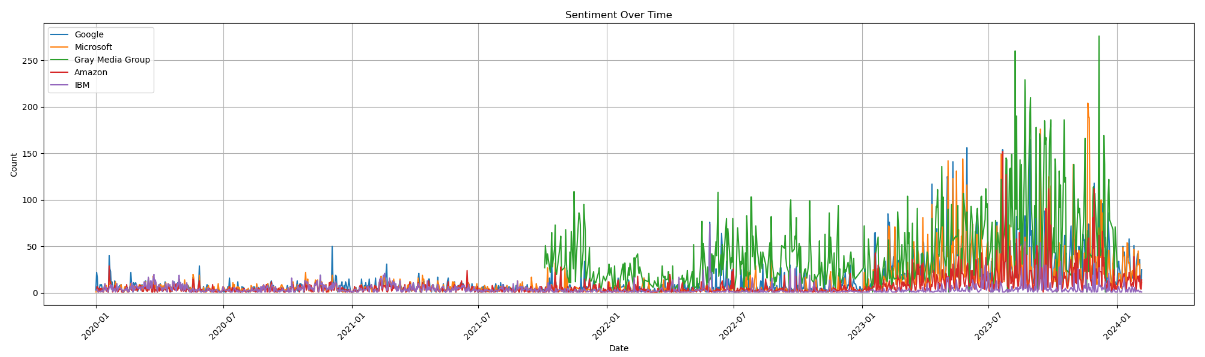 Sentiment Over Time
Google
Microsoft
Gray Media Group
Amazon
IBM
Count
250
200
150
100
50
0
2020-01
2020-07
2021-01
2021-07
2022-01
2022-07
2023-01
2023-07
2024-01
Date